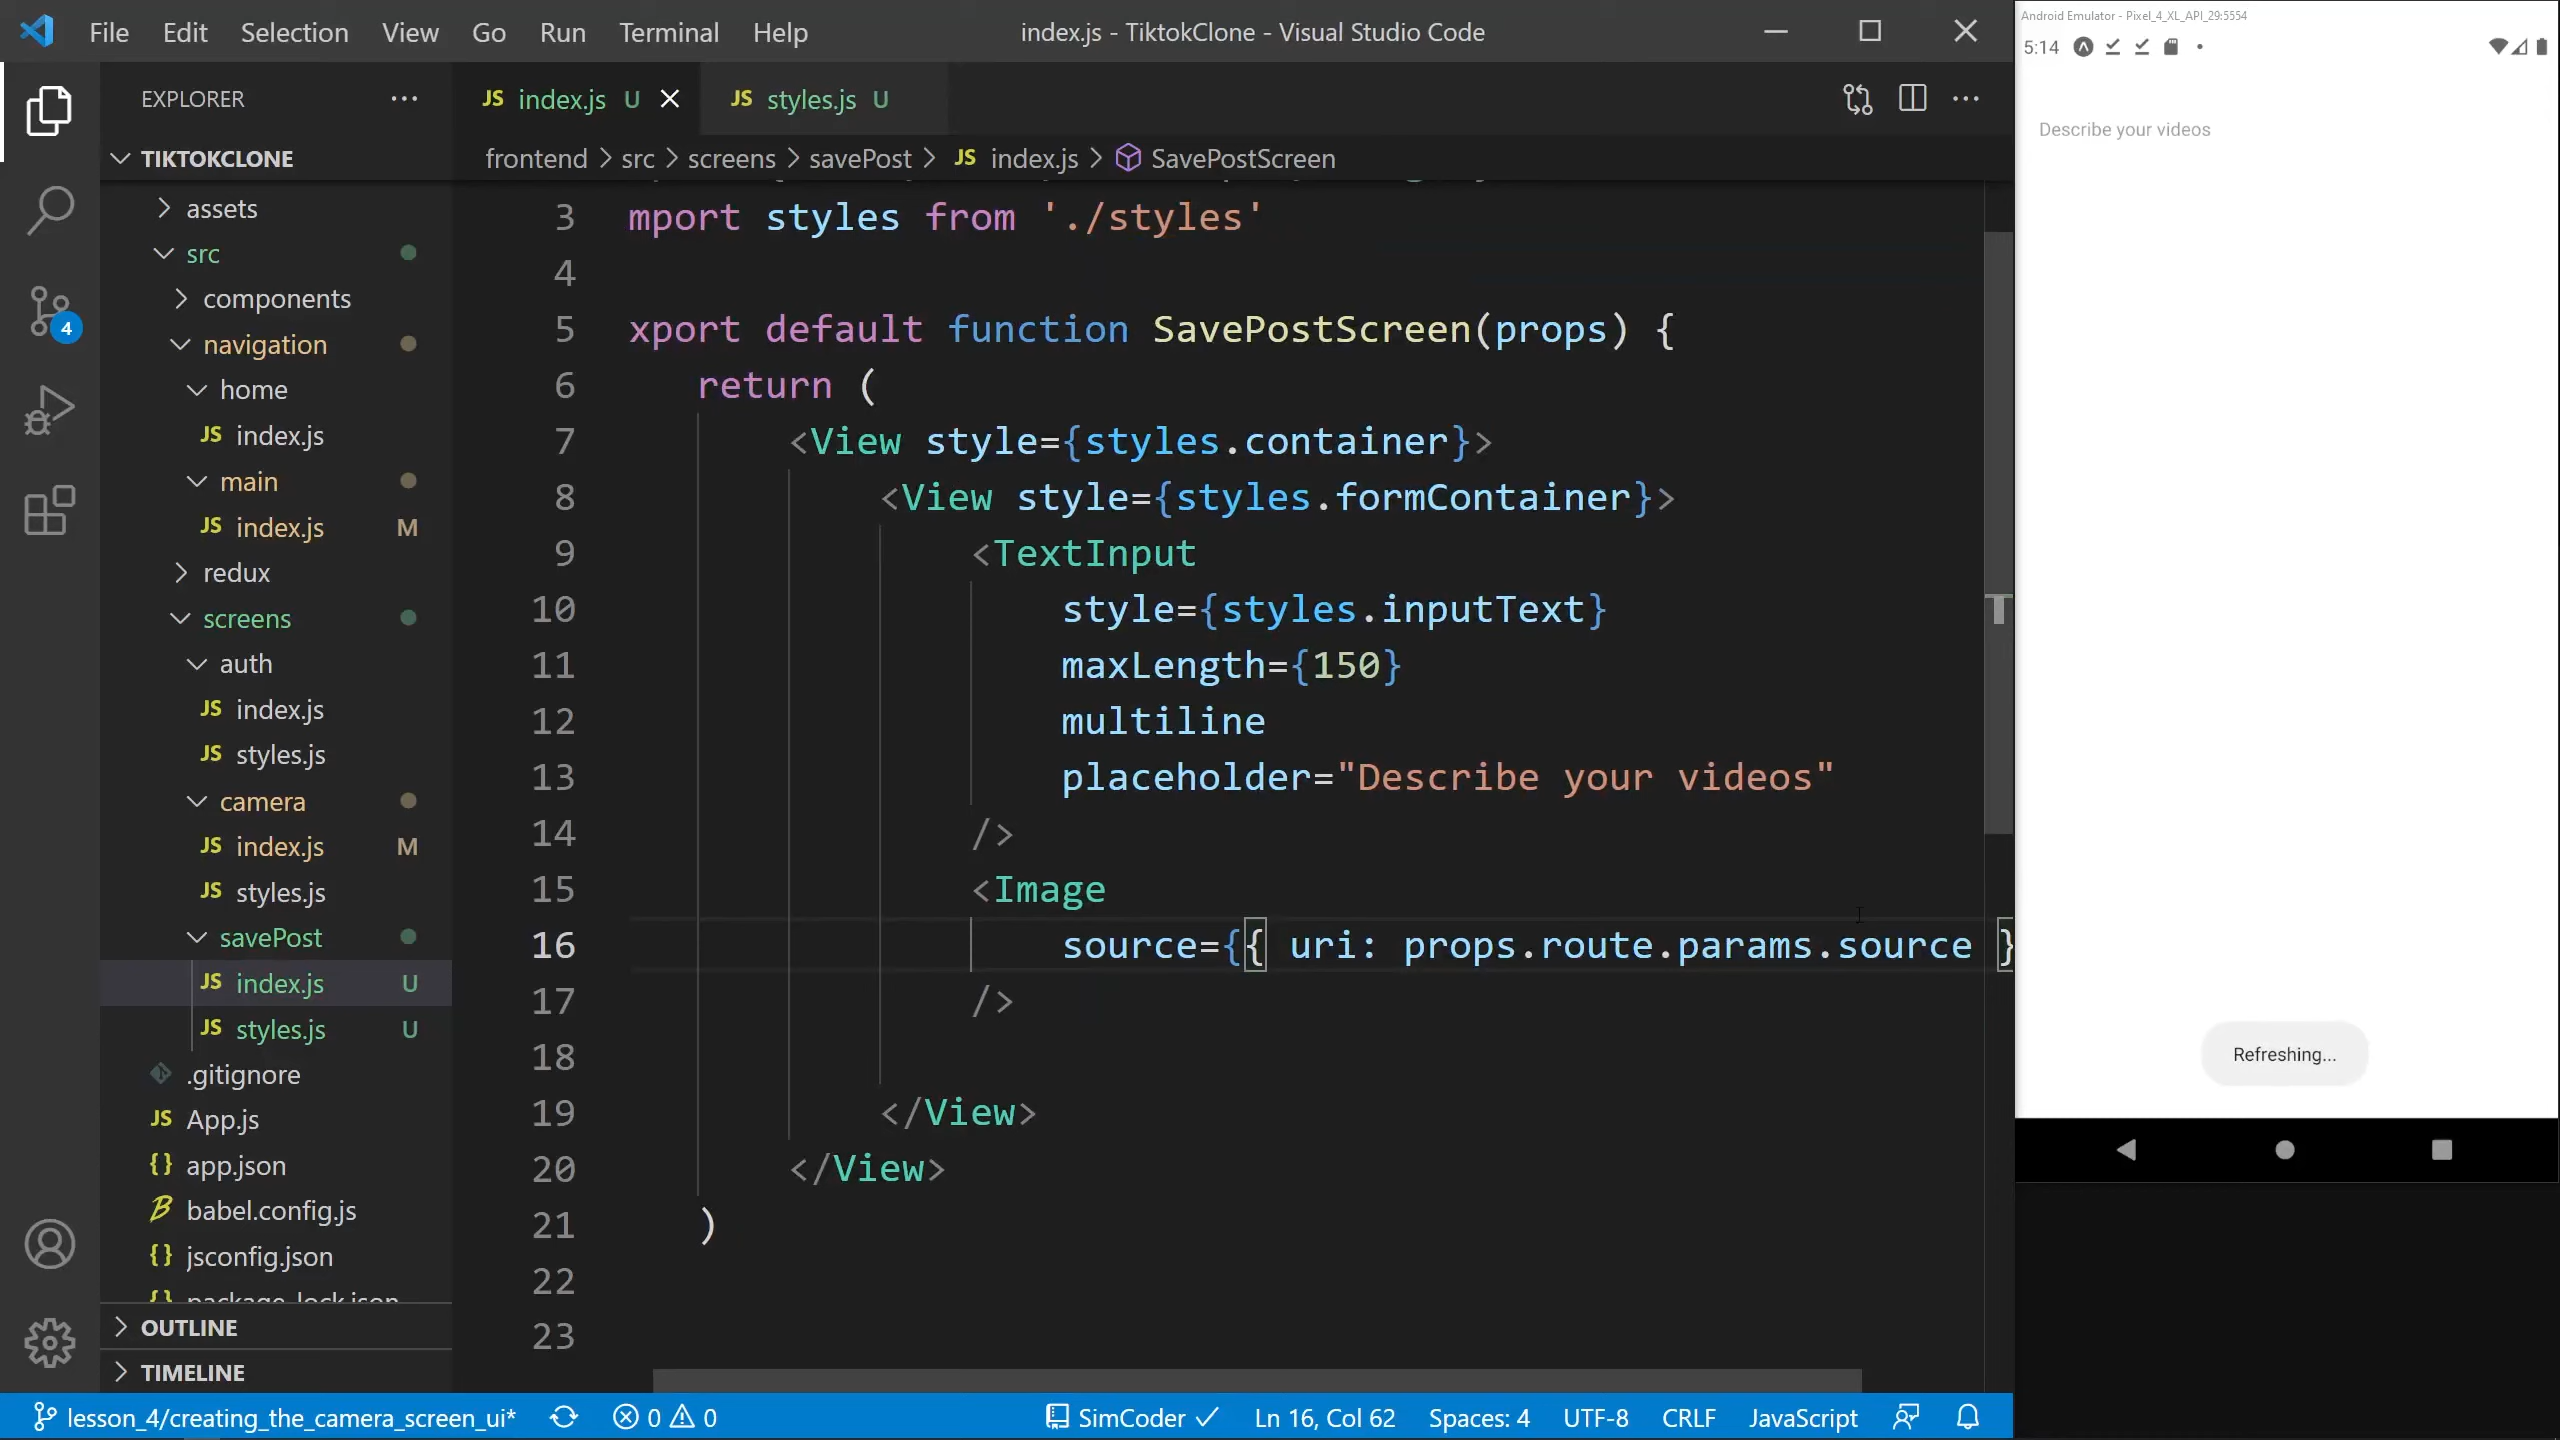 File Edit Selection View Go Run Terminal Help
index.js - TiktokClone - Visual Studio Code
EXPLORER
TIKTOKCLONE
assets
src
components
navigation
home
JS index.js
main
JS index.js M
redux
screens
auth
JS index.js
JS styles.js
camera
JS index.js M
JS styles.js
savePost
JS index.js U
JS styles.js U
.gitignore
JS App.js
{} app.json
babel.config.js
{} jsconfig.json
{} package-lock.json
OUTLINE
TIMELINE
4
JS index.js U
JS styles.js U
frontend > src > screens > savePost > JS index.js > SavePostScreen
3 mport styles from './styles'
4
5 xport default function SavePostScreen(props) {
6 return (
7 <View style={styles.container}>
8 <View style={styles.formContainer}>
9 <TextInput
10 style={styles.inputText}
11 maxLength={150}
12 multiline
13 placeholder="Describe your videos"
14 />
15 <Image
16 source={{ uri: props.route.params.source }
17 />
18
19 </View>
20 </View>
21 )
22
23
lesson_4/creating_the_camera_screen_ui* 0 0 SimCoder Ln 16, Col 62 Spaces: 4 UTF-8 CRLF JavaScript
Android Emulator - Pixel_4_XL_API_29:5554
5:14
Describe your videos
Refreshing...